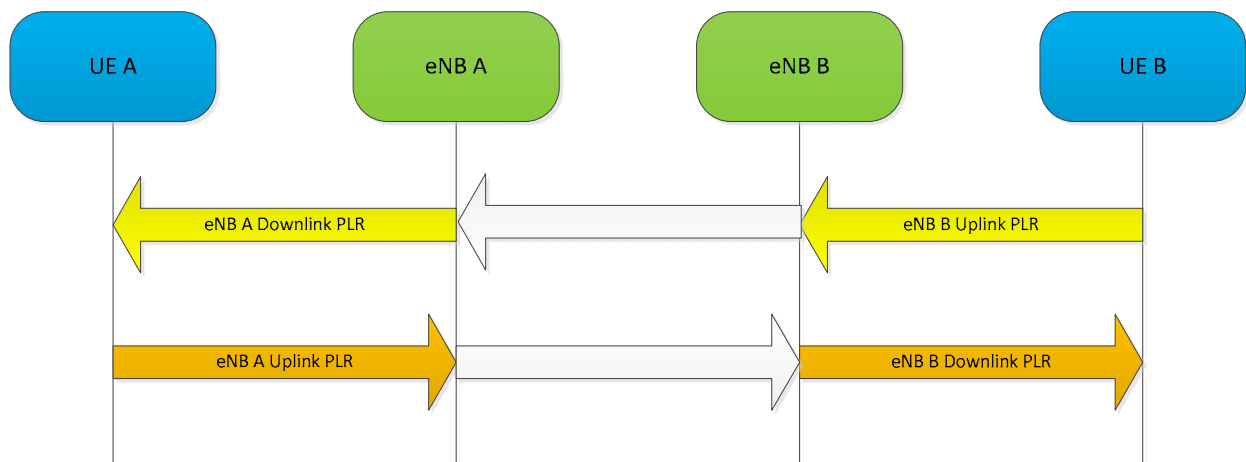 UE A
eNB A
eNB B
UE B
eNB A Downlink PLR
eNB B Uplink PLR
eNB A Uplink PLR
eNB B Downlink PLR